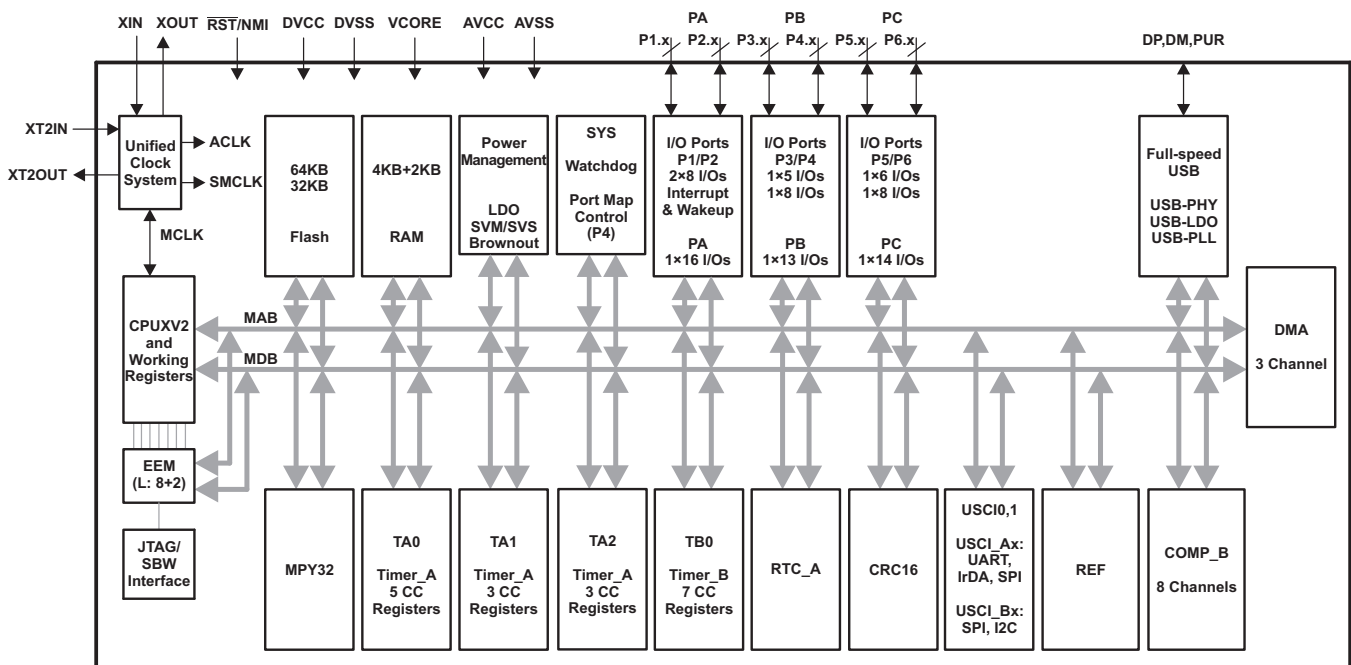 XIN
XOUT
RST/NMI
DVCC
DVSS
VCORE
AVCC
AVSS
PA
P1.x
P2.x
PB
P3.x
P4.x
PC
P5.x
P6.x
DP,DM,PUR
XT2IN
XT2OUT
Unified
Clock
System
ACLK
SMCLK
MCLK
64KB
32KB
Flash
4KB+2KB
RAM
Power
Management
LDO
SVM/SVS
Brownout
SYS
Watchdog
Port Map
Control
(P4)
I/O Ports
P1/P2
2×8 I/Os
Interrupt
& Wakeup
PA
1×16 I/Os
I/O Ports
P3/P4
1×5 I/Os
1×8 I/Os
PB
1×13 I/Os
I/O Ports
P5/P6
1×6 I/Os
1×8 I/Os
PC
1×14 I/Os
Full-speed
USB
USB-PHY
USB-LDO
USB-PLL
CPUXV2
and
Working
Registers
MAB
MDB
DMA
3 Channel
EEM
(L: 8+2)
JTAG/
SBW
Interface
MPY32
TA0
Timer_A
5 CC
Registers
TA1
Timer_A
3 CC
Registers
TA2
Timer_A
3 CC
Registers
TB0
Timer_B
7 CC
Registers
RTC_A
CRC16
USCI0,1
USCI_Ax:
UART,
IrDA, SPI
USCI_Bx:
SPI, I2C
REF
COMP_B
8 Channels